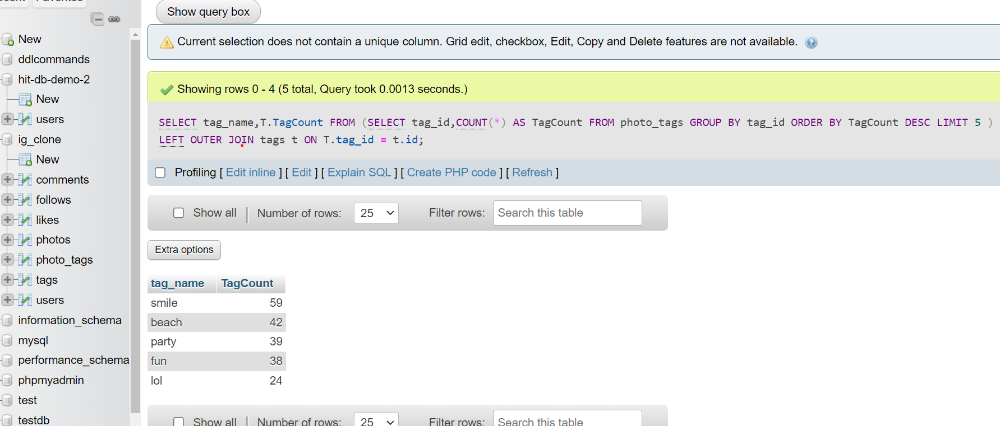 Show query box
New
ddlcommands
hit-db-demo-2
New
users
ig_clone
New
comments
follows
likes
photos
photo_tags
tags
users
information_schema
mysql
performance_schema
phpmyadmin
test
testdb
Current selection does not contain a unique column. Grid edit, checkbox, Edit, Copy and Delete features are not available.
Showing rows 0 - 4 (5 total, Query took 0.0013 seconds.)
SELECT tag_name,T.TagCount FROM (SELECT tag_id,COUNT(*) AS TagCount FROM photo_tags GROUP BY tag_id ORDER BY TagCount DESC LIMIT 5 )
LEFT OUTER JOIN tags t ON T.tag_id = t.id;
Profiling [ Edit inline ] [ Edit ] [ Explain SQL ] [ Create PHP code ] [ Refresh ]
Show all | Number of rows: 25 Filter rows: Search this table
Extra options
tag_name TagCount
smile 59
beach 42
party 39
fun 38
lol 24
Show all | Number of rows: 25 Filter rows: Search this table